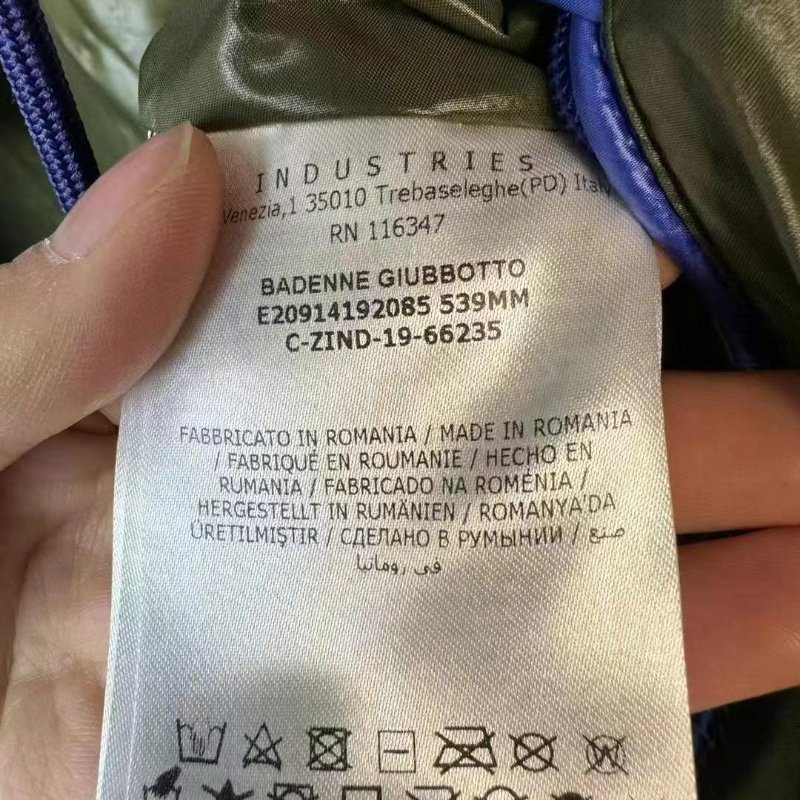 INDUSTRIES
Venezia,1 35010 Trebaseleghe(PD) Italy
RN 116347
BADENNE GIUBBOTTO
E20914192085 539MM
C-ZIND-19-66235
FABBRICATO IN ROMANIA / MADE IN ROMANIA
/ FABRIQUÉ EN ROUMANIE / HECHO EN
RUMANIA / FABRICADO NA ROMÉNIA /
HERGESTELLT IN RUMÄNIEN / ROMANYA'DA
ÜRETILMIŞTIR / СДЕЛАНО В РУМЫНИИ / صنع
في رومانيا